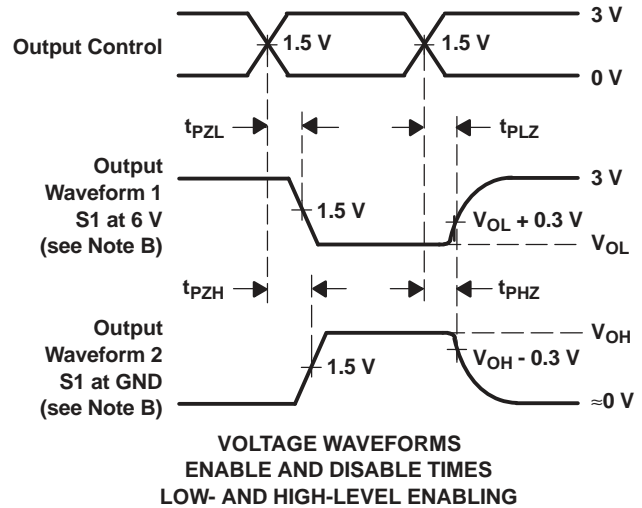 3 V
Output Control
1.5 V
1.5 V
0 V
tPZL
tPLZ
Output
Waveform 1
S1 at 6 V
(see Note B)
3 V
1.5 V
VOL + 0.3 V
VOL
tPZH
tPHZ
Output
Waveform 2
S1 at GND
(see Note B)
VOH
1.5 V
VOH - 0.3 V
≈0 V
VOLTAGE WAVEFORMS
ENABLE AND DISABLE TIMES
LOW- AND HIGH-LEVEL ENABLING